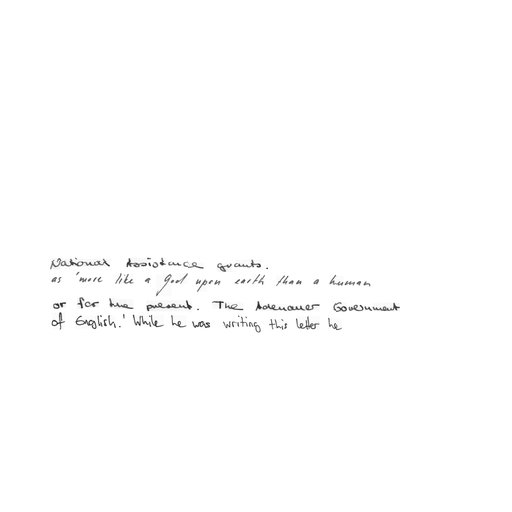 National Assistance grants.
as 'more like a god upon earth than a human
or for the present. The Adenauer Government
of English.' While he was writing this letter he